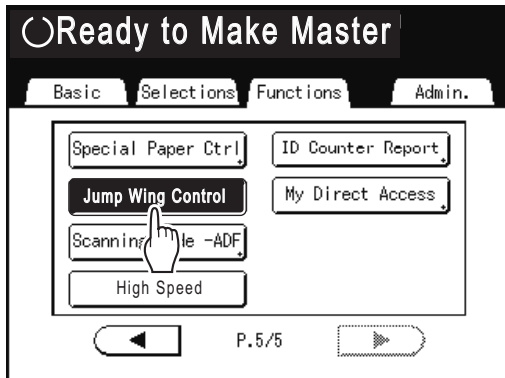 Ready to Make Master
Basic Selections Functions Admin.
Special Paper Ctrl ID Counter Report
Jump Wing Control My Direct Access
Scanning -ADF
High Speed
P.5/5